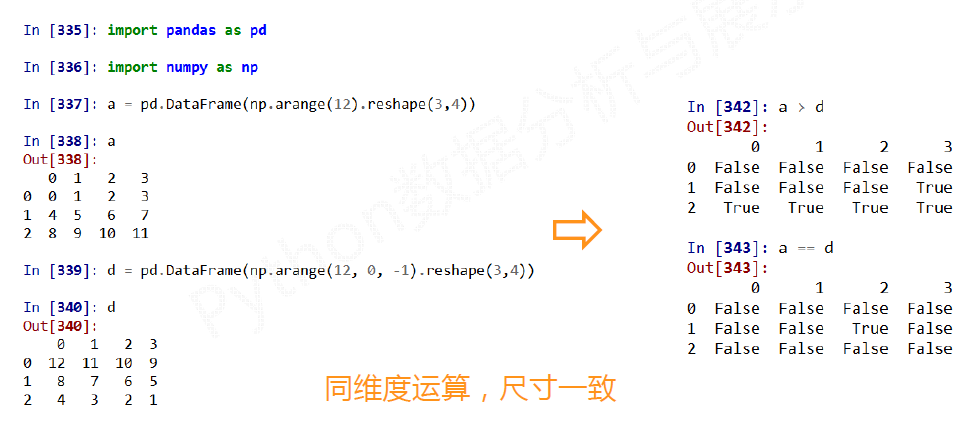 In [335]: import pandas as pd
In [336]: import numpy as np
In [337]: a = pd.DataFrame(np.arange(12).reshape(3,4))
In [338]: a
Out[338]:
   0  1   2   3
0  0  1   2   3
1  4  5   6   7
2  8  9  10  11
In [339]: d = pd.DataFrame(np.arange(12, 0, -1).reshape(3,4))
In [340]: d
Out[340]:
    0   1   2  3
0  12  11  10  9
1   8   7   6  5
2   4   3   2  1
In [342]: a > d
Out[342]:
       0      1      2      3
0  False  False  False  False
1  False  False  False   True
2   True   True   True   True
In [343]: a == d
Out[343]:
       0      1      2      3
0  False  False  False  False
1  False  False   True  False
2  False  False  False  False
同维度运算，尺寸一致
Python数据分析与展